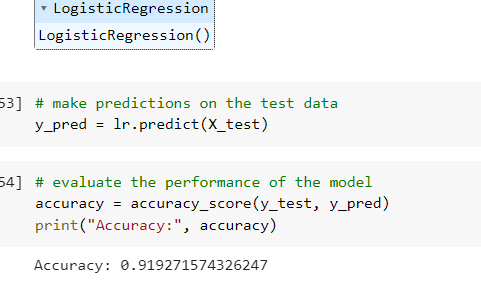 ▾ LogisticRegression
LogisticRegression()
53] # make predictions on the test data
y_pred = lr.predict(X_test)
54] # evaluate the performance of the model
accuracy = accuracy_score(y_test, y_pred)
print("Accuracy:", accuracy)
Accuracy: 0.919271574326247